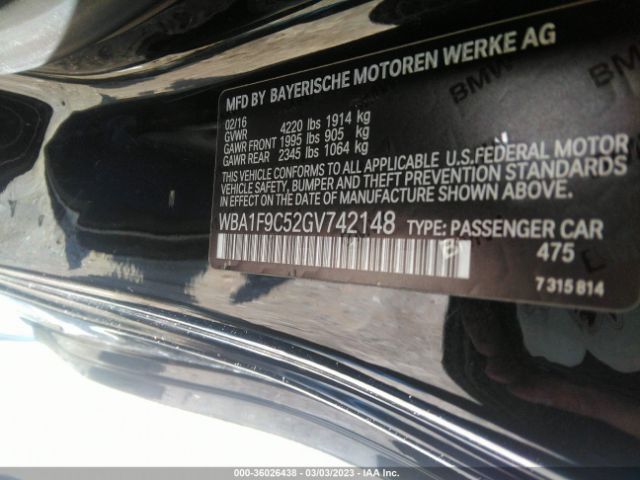 MFD BY BAYERISCHE MOTOREN WERKE AG
02/16
GVWR 4220 lbs 1914 kg
GAWR FRONT 1995 lbs 905 kg
GAWR REAR 2345 lbs 1064 kg
THIS VEHICLE CONFORMS TO ALL APPLICABLE U.S.FEDERAL MOTOR
VEHICLE SAFETY, BUMPER AND THEFT PREVENTION STANDARDS
IN EFFECT ON THE DATE OF MANUFACTURE SHOWN ABOVE.
WBA1F9C52GV742148 TYPE: PASSENGER CAR
475
7315814
BMW
BMW
000-36026438 - 03/03/2023 - IAA Inc.